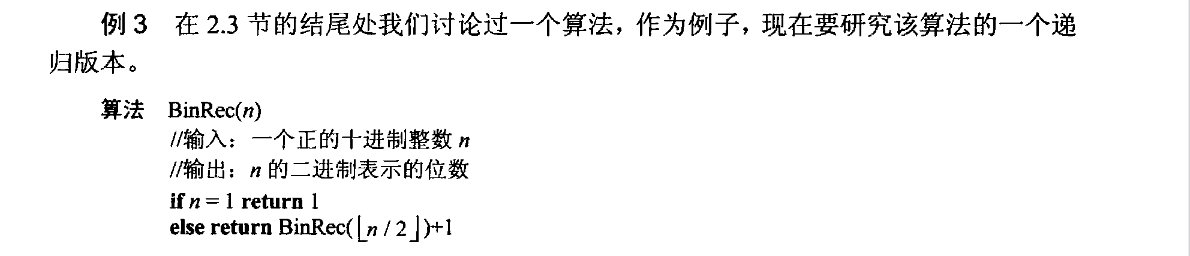 例 3 在 2.3 节的结尾处我们讨论过一个算法，作为例子，现在要研究该算法的一个递
归版本。
算法 BinRec(n)
//输入：一个正的十进制整数 n
//输出：n 的二进制表示的位数
if n = 1 return 1
else return BinRec(⌊n / 2⌋)+1